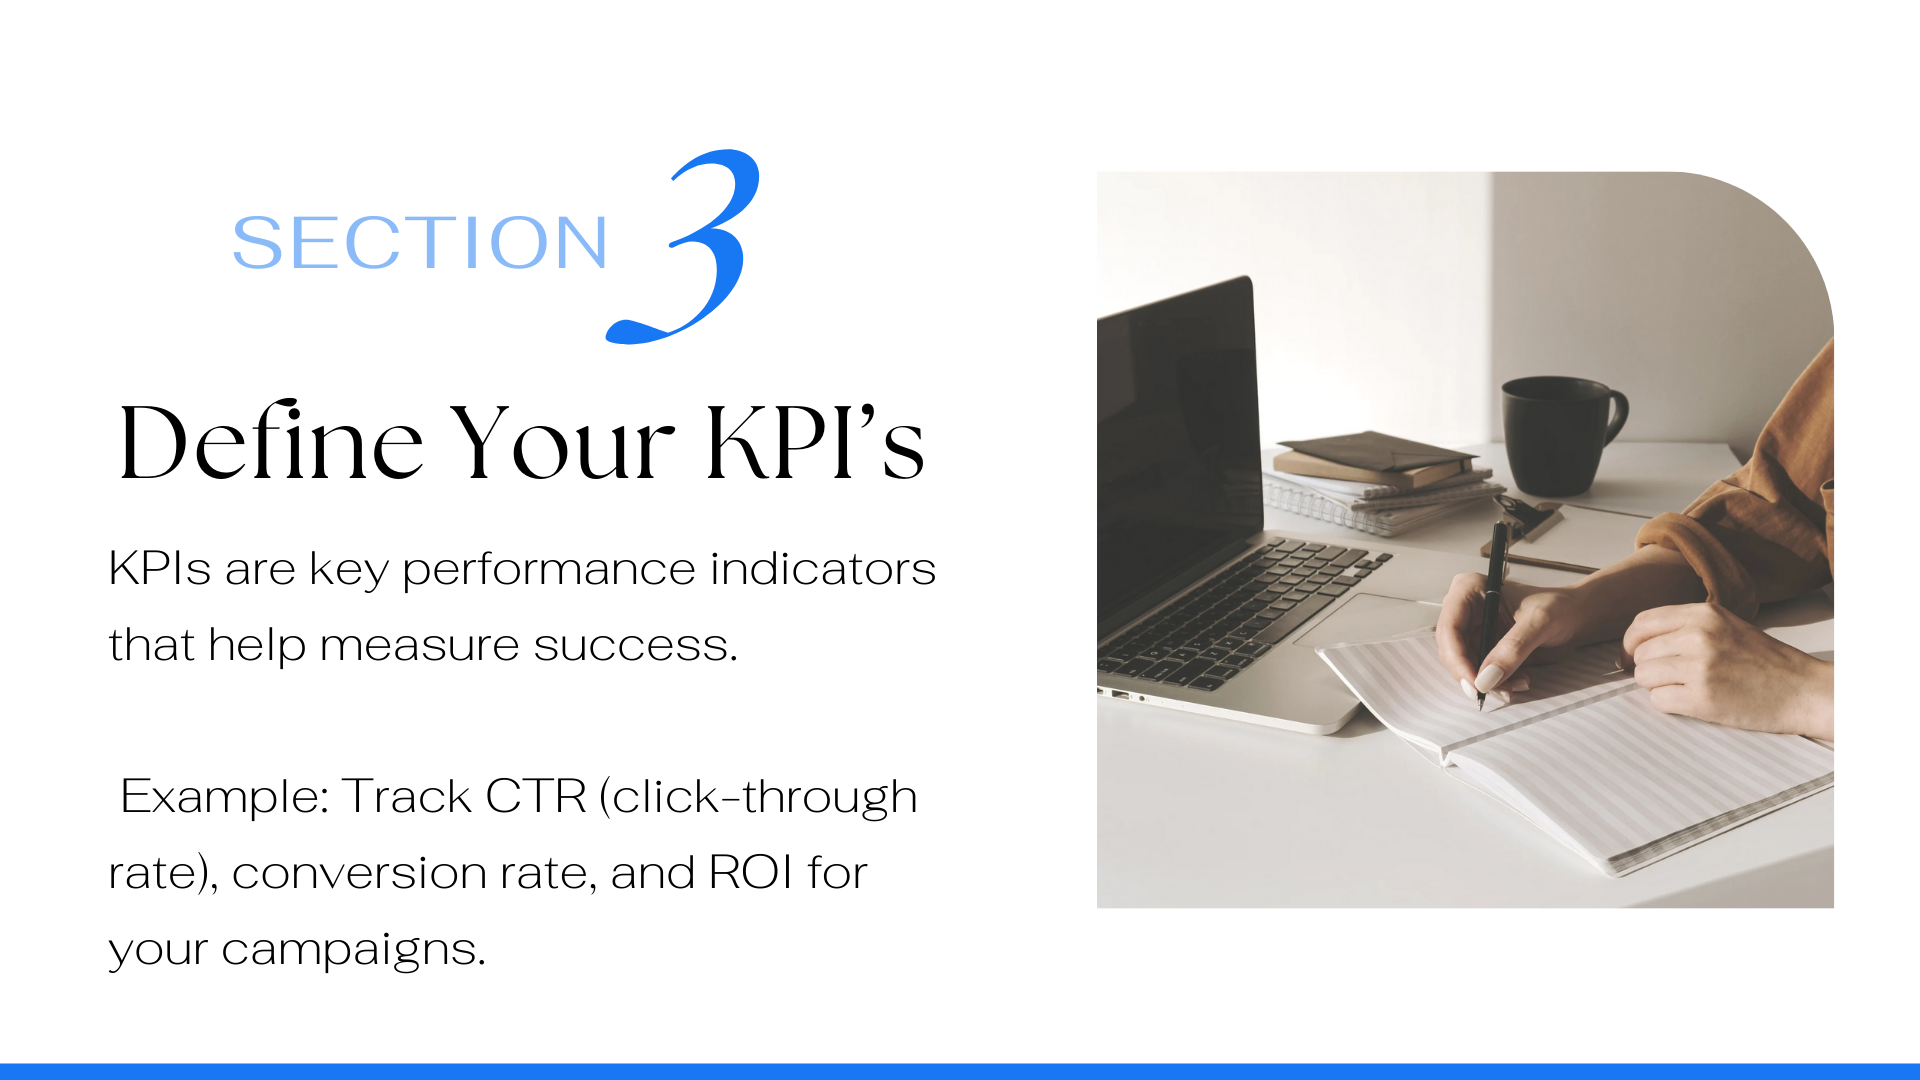 SECTION 3
Define Your KPI’s
KPIs are key performance indicators
that help measure success.
Example: Track CTR (click-through
rate), conversion rate, and ROI for
your campaigns.